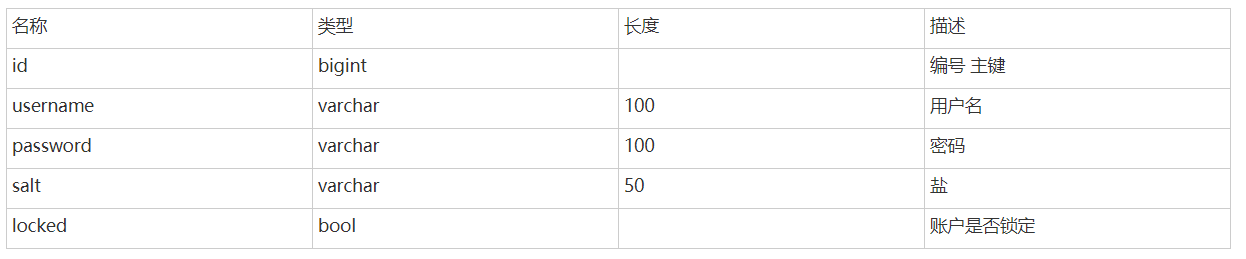 名称 类型 长度 描述
id bigint 编号 主键
username varchar 100 用户名
password varchar 100 密码
salt varchar 50 盐
locked bool 账户是否锁定